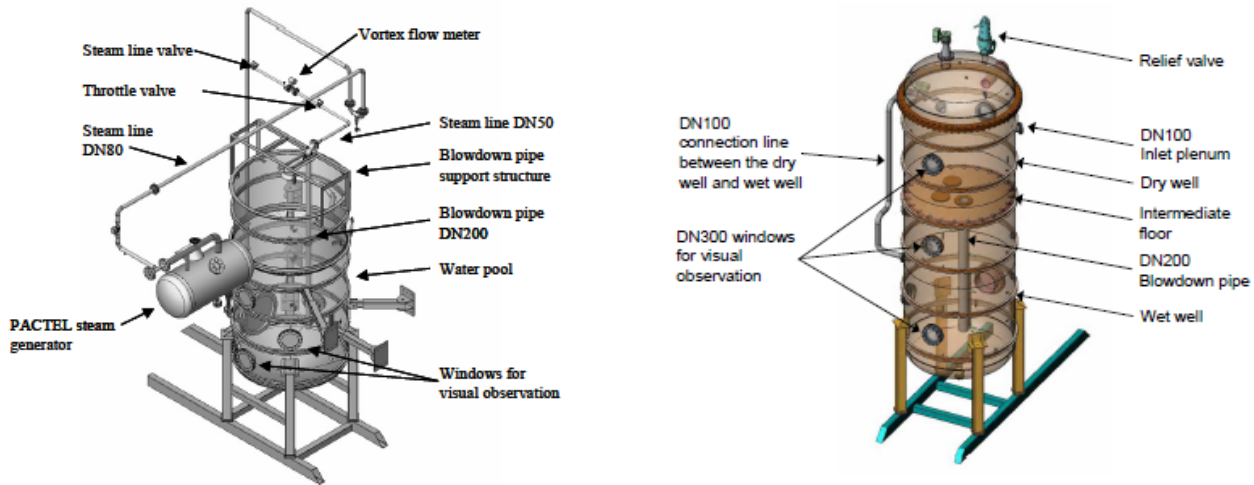 Vortex flow meter
Steam line valve
Throttle valve
Steam line
DN80
Steam line DN50
Blowdown pipe
support structure
Blowdown pipe
DN200
Water pool
PACTEL steam
generator
Windows for
visual observation
Relief valve
DN100
connection line
between the dry
well and wet well
DN100
Inlet plenum
Dry well
Intermediate
floor
DN300 windows
for visual
observation
DN200
Blowdown pipe
Wet well